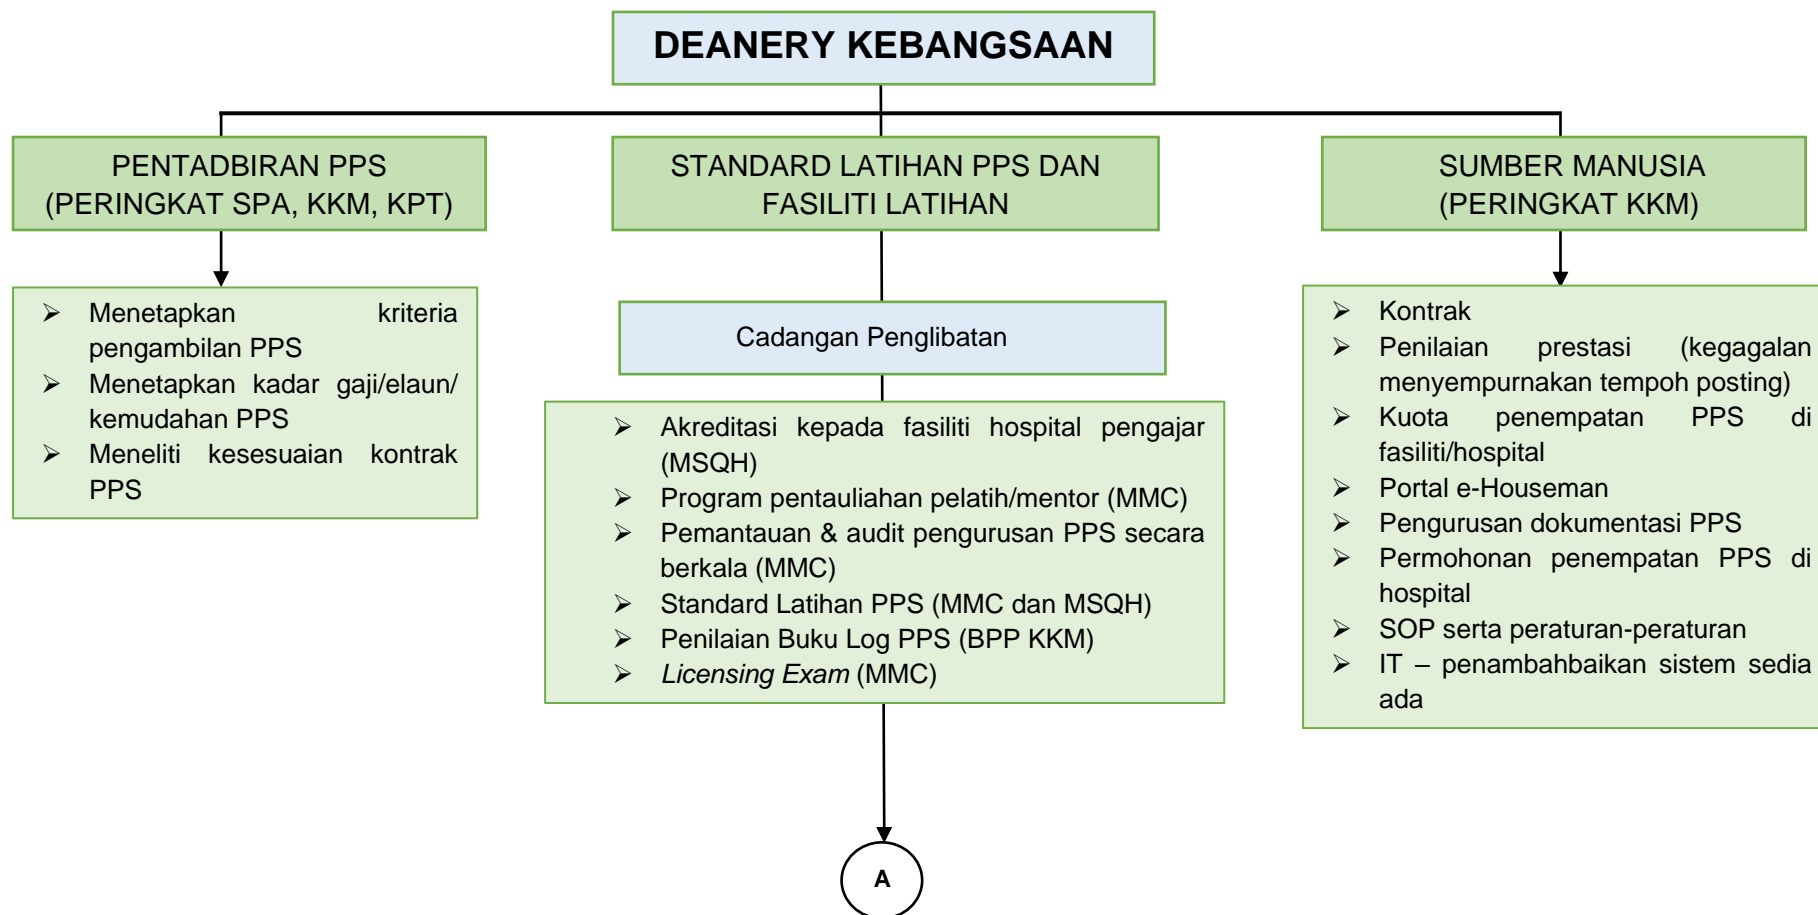 DEANERY KEBANGSAAN
PENTADBIRAN PPS
(PERINGKAT SPA, KKM, KPT)
➢ Menetapkan kriteria
pengambilan PPS
➢ Menetapkan kadar gaji/elaun/
kemudahan PPS
➢ Meneliti kesesuaian kontrak
PPS
STANDARD LATIHAN PPS DAN
FASILITI LATIHAN
Cadangan Penglibatan
➢ Akreditasi kepada fasiliti hospital pengajar
(MSQH)
➢ Program pentauliahan pelatih/mentor (MMC)
➢ Pemantauan & audit pengurusan PPS secara
berkala (MMC)
➢ Standard Latihan PPS (MMC dan MSQH)
➢ Penilaian Buku Log PPS (BPP KKM)
➢ Licensing Exam (MMC)
A
SUMBER MANUSIA
(PERINGKAT KKM)
➢ Kontrak
➢ Penilaian prestasi (kegagalan
menyempurnakan tempoh posting)
➢ Kuota penempatan PPS di
fasiliti/hospital
➢ Portal e-Houseman
➢ Pengurusan dokumentasi PPS
➢ Permohonan penempatan PPS di
hospital
➢ SOP serta peraturan-peraturan
➢ IT – penambahbaikan sistem sedia
ada